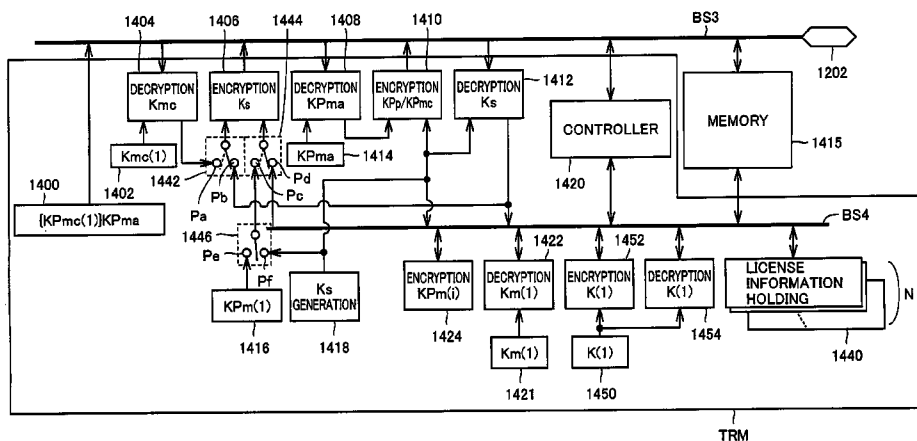 1404
1406
1444
1408
1410
BS3
1202
DECRYPTION
Kmc
ENCRYPTION
Ks
DECRYPTION
KPma
ENCRYPTION
KPp/KPmc
DECRYPTION
Ks
1412
CONTROLLER
1420
MEMORY
1415
Kmc(1)
1402
1442
KPma
1414
1400
{KPmc(1)}KPma
Pa
Pb
Pc
Pd
BS4
1446
Pe
Pf
KPm(1)
1416
Ks
GENERATION
1418
ENCRYPTION
KPm(i)
1424
1422
DECRYPTION
Km(1)
Km(1)
1421
1452
ENCRYPTION
K(1)
K(1)
1450
DECRYPTION
K(1)
1454
LICENSE
INFORMATION
HOLDING
N
1440
TRM